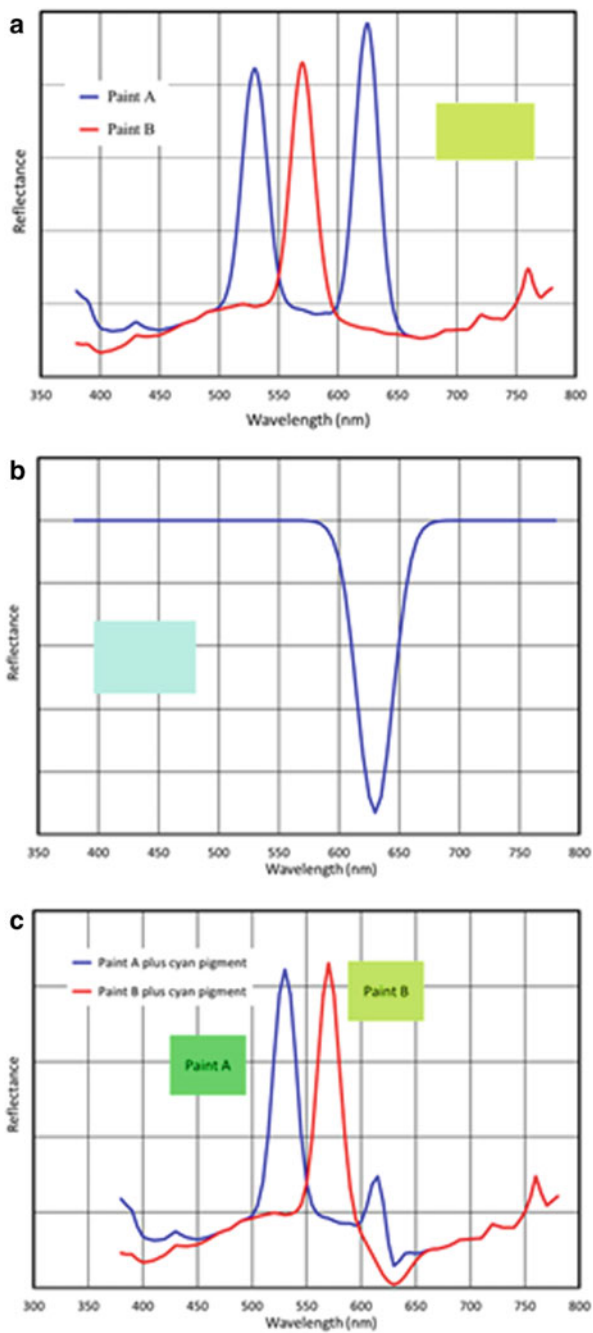 a
Paint A
Paint B
Reflectance
350 400 450 500 550 600 650 700 750 800
Wavelength (nm)
b
Reflectance
350 400 450 500 550 600 650 700 750 800
Wavelength (nm)
c
Paint A plus cyan pigment
Paint B plus cyan pigment
Paint B
Paint A
Reflectance
300 350 400 450 500 550 600 650 700 750 800
Wavelength (nm)